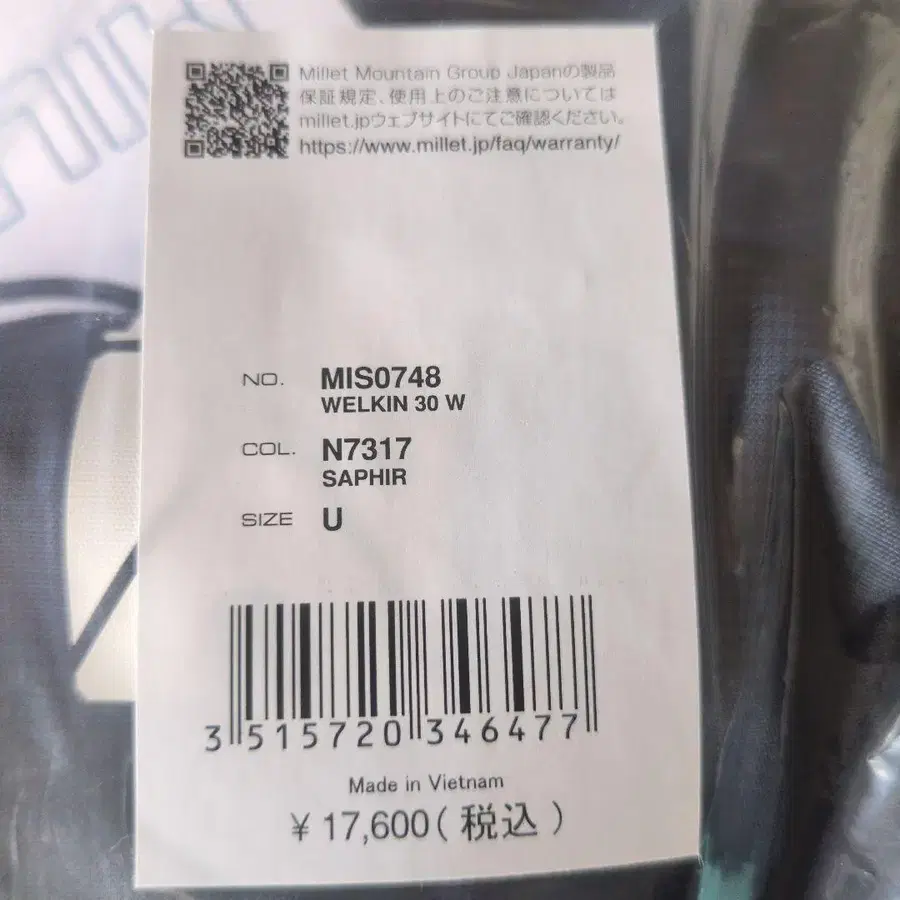 Millet Mountain Group Japanの製品
保証規定、使用上のご注意については
millet.jpウェブサイトにてご確認ください。
https://www.millet.jp/faq/warranty/
NO. MIS0748
WELKIN 30 W
COL. N7317
SAPHIR
SIZE U
3 515720 346477
Made in Vietnam
¥ 17,600 ( 税込 )